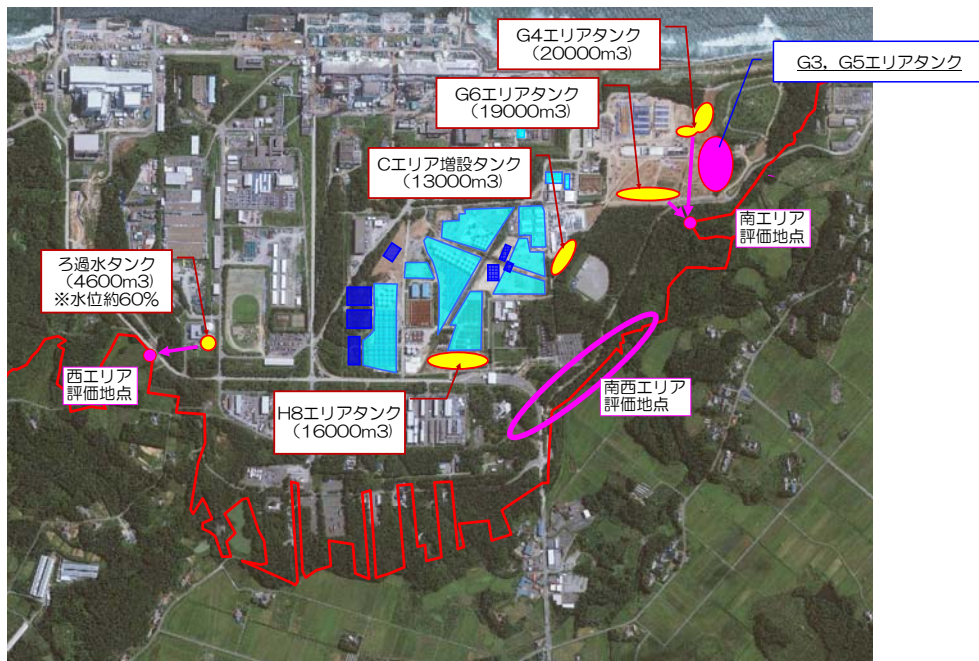 G4エリアタンク
(20000m3)
G3,G5エリアタンク
G6エリアタンク
(19000m3)
Cエリア増設タンク
(13000m3)
南エリア
評価地点
ろ過水タンク
(4600m3)
※水位約60%
西エリア
評価地点
H8エリアタンク
(16000m3)
南西エリア
評価地点